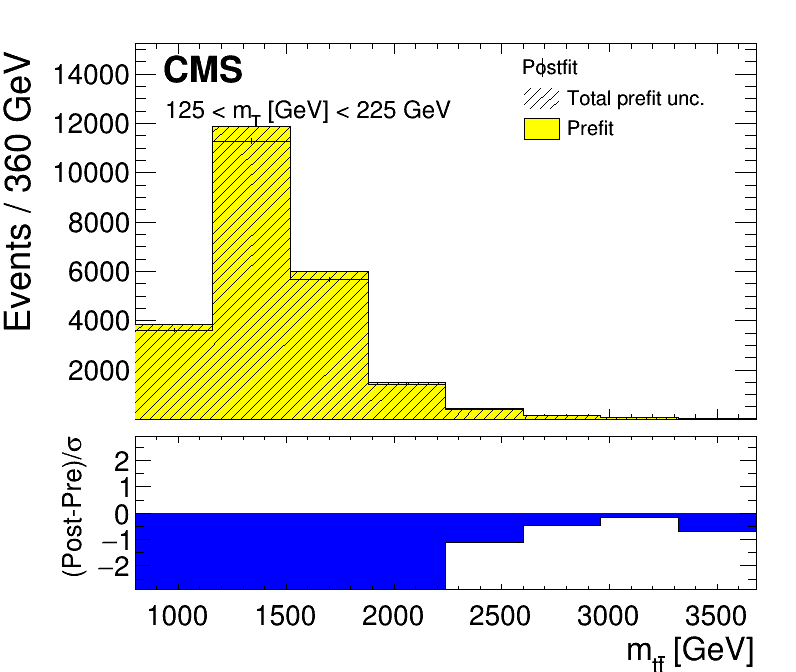 CMS
125 < m_T [GeV] < 225 GeV
Postfit
Total prefit unc.
Prefit
Events / 360 GeV
14000
12000
10000
8000
6000
4000
2000
(Post-Pre)/σ
2
1
0
−1
−2
1000 1500 2000 2500 3000 3500
m_tt̄ [GeV]